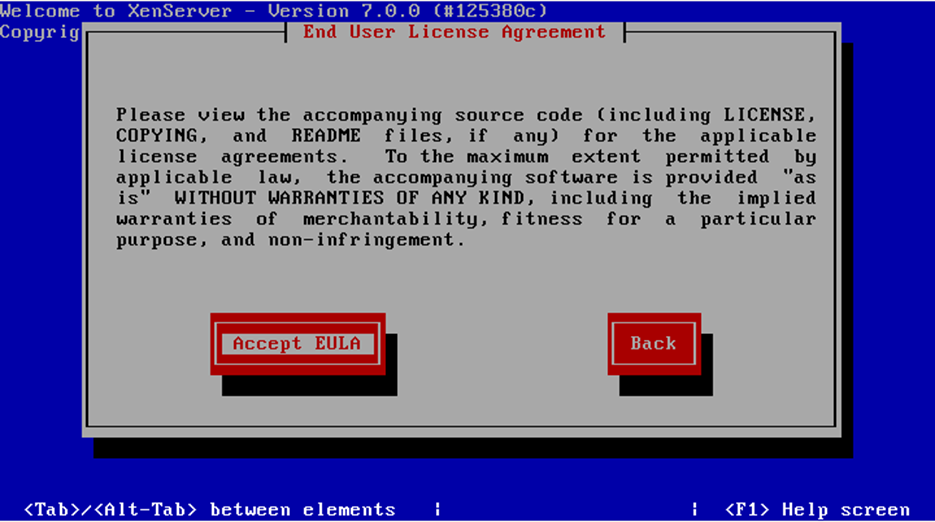 Welcome to XenServer - Version 7.0.0 (#125380c)
Copyrig
End User License Agreement
Please view the accompanying source code (including LICENSE,
COPYING, and README files, if any) for the applicable
license agreements. To the maximum extent permitted by
applicable law, the accompanying software is provided "as
is" WITHOUT WARRANTIES OF ANY KIND, including the implied
warranties of merchantability, fitness for a particular
purpose, and non-infringement.
Accept EULA
Back
<Tab>/<Alt-Tab> between elements | | <F1> Help screen